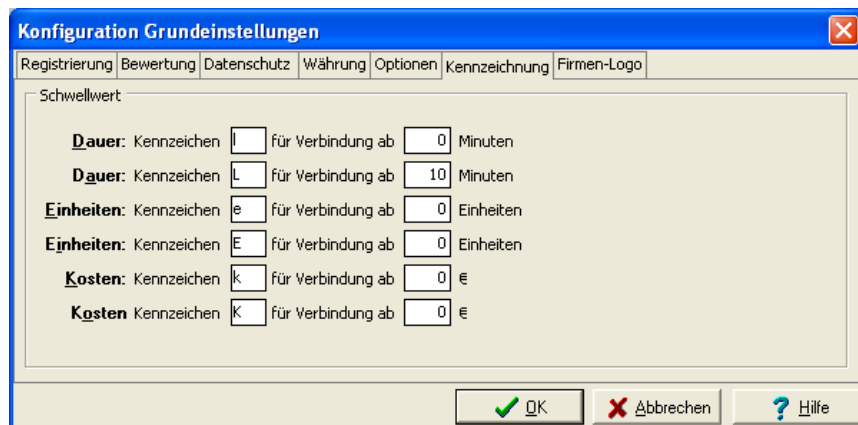 Konfiguration Grundeinstellungen
Registrierung Bewertung Datenschutz Währung Optionen Kennzeichnung Firmen-Logo
Schwellwert
Dauer: Kennzeichen l für Verbindung ab 0 Minuten
Dauer: Kennzeichen L für Verbindung ab 10 Minuten
Einheiten: Kennzeichen e für Verbindung ab 0 Einheiten
Einheiten: Kennzeichen E für Verbindung ab 0 Einheiten
Kosten: Kennzeichen k für Verbindung ab 0 €
Kosten Kennzeichen K für Verbindung ab 0 €
OK Abbrechen Hilfe